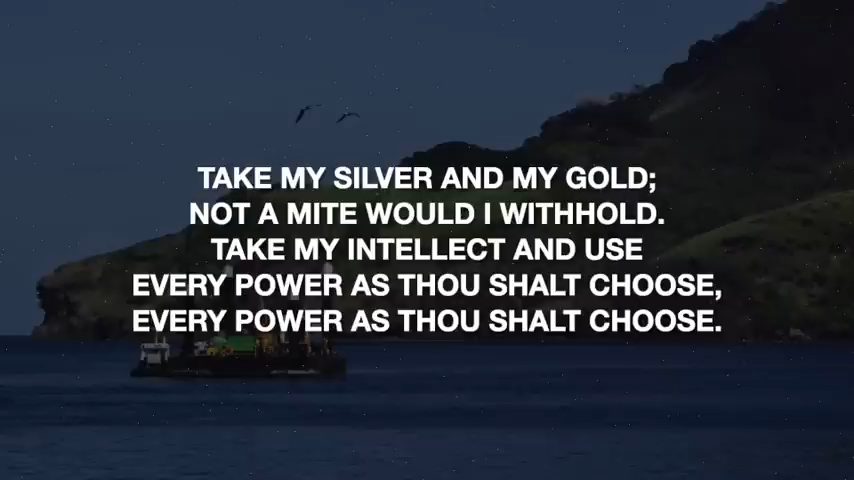 TAKE MY SILVER AND MY GOLD;
NOT A MITE WOULD I WITHHOLD.
TAKE MY INTELLECT AND USE
EVERY POWER AS THOU SHALT CHOOSE,
EVERY POWER AS THOU SHALT CHOOSE.